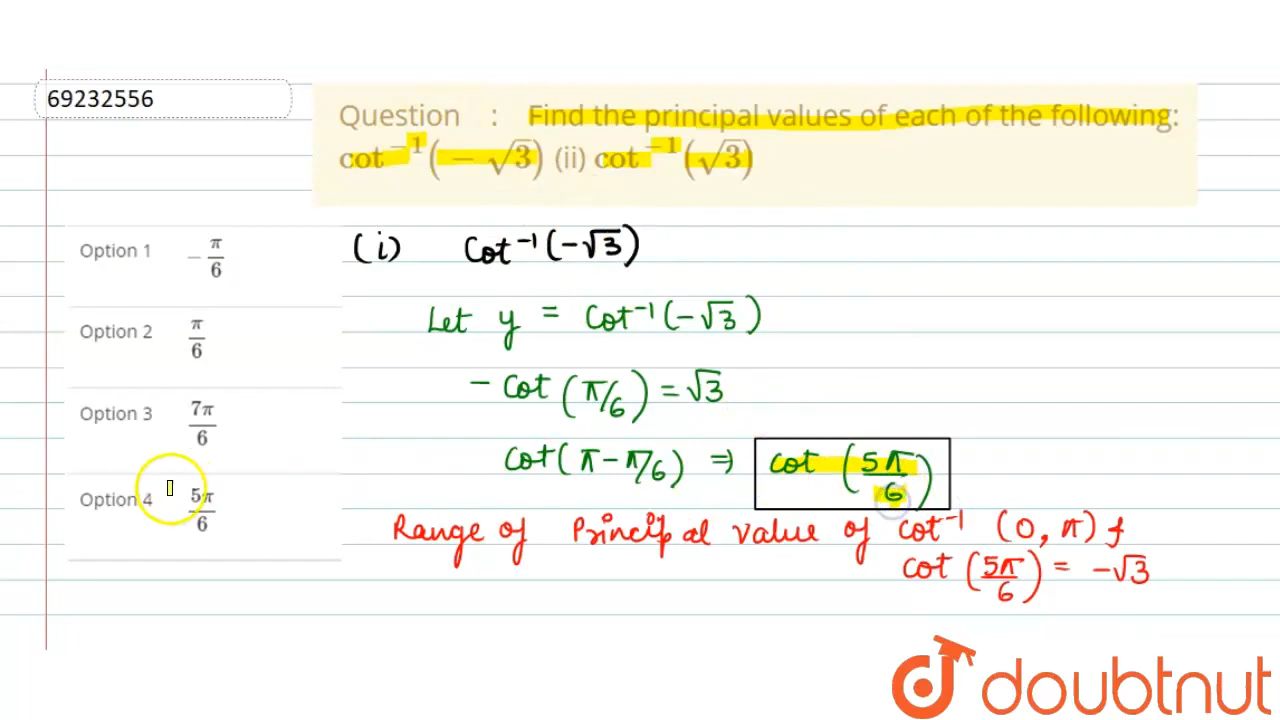 69232556
Question : Find the principal values of each of the following:
cot⁻¹(−√3) (ii) cot⁻¹(√3)
Option 1 −π/6
Option 2 π/6
Option 3 7π/6
Option 4 5π/6
(i) Cot⁻¹(−√3)
Let y = Cot⁻¹(−√3)
− Cot (π/6) = √3
Cot(π − π/6) ⇒ Cot (5π/6)
Range of Principal value of Cot⁻¹ (0, π) f
Cot (5π/6) = −√3
doubtnut